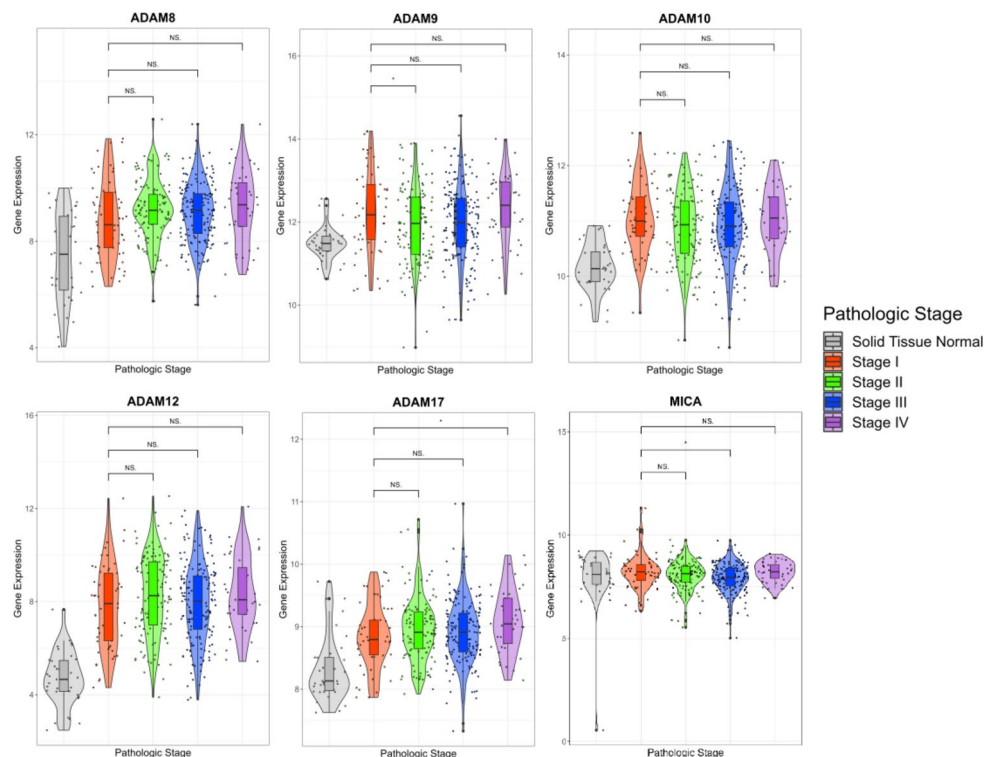 ADAM8
NS.
NS.
NS.
12
8
4
Gene Expression
Pathologic Stage
ADAM9
NS.
NS.
16
14
12
10
Gene Expression
Pathologic Stage
ADAM10
NS.
NS.
NS.
14
12
10
Gene Expression
Pathologic Stage
Pathologic Stage
Solid Tissue Normal
Stage I
Stage II
Stage III
Stage IV
ADAM12
NS.
NS.
NS.
16
12
8
4
Gene Expression
Pathologic Stage
ADAM17
*
NS.
NS.
12
11
10
9
8
Gene Expression
Pathologic Stage
MICA
NS.
NS.
15
10
5
0
Gene Expression
Pathologic Stage